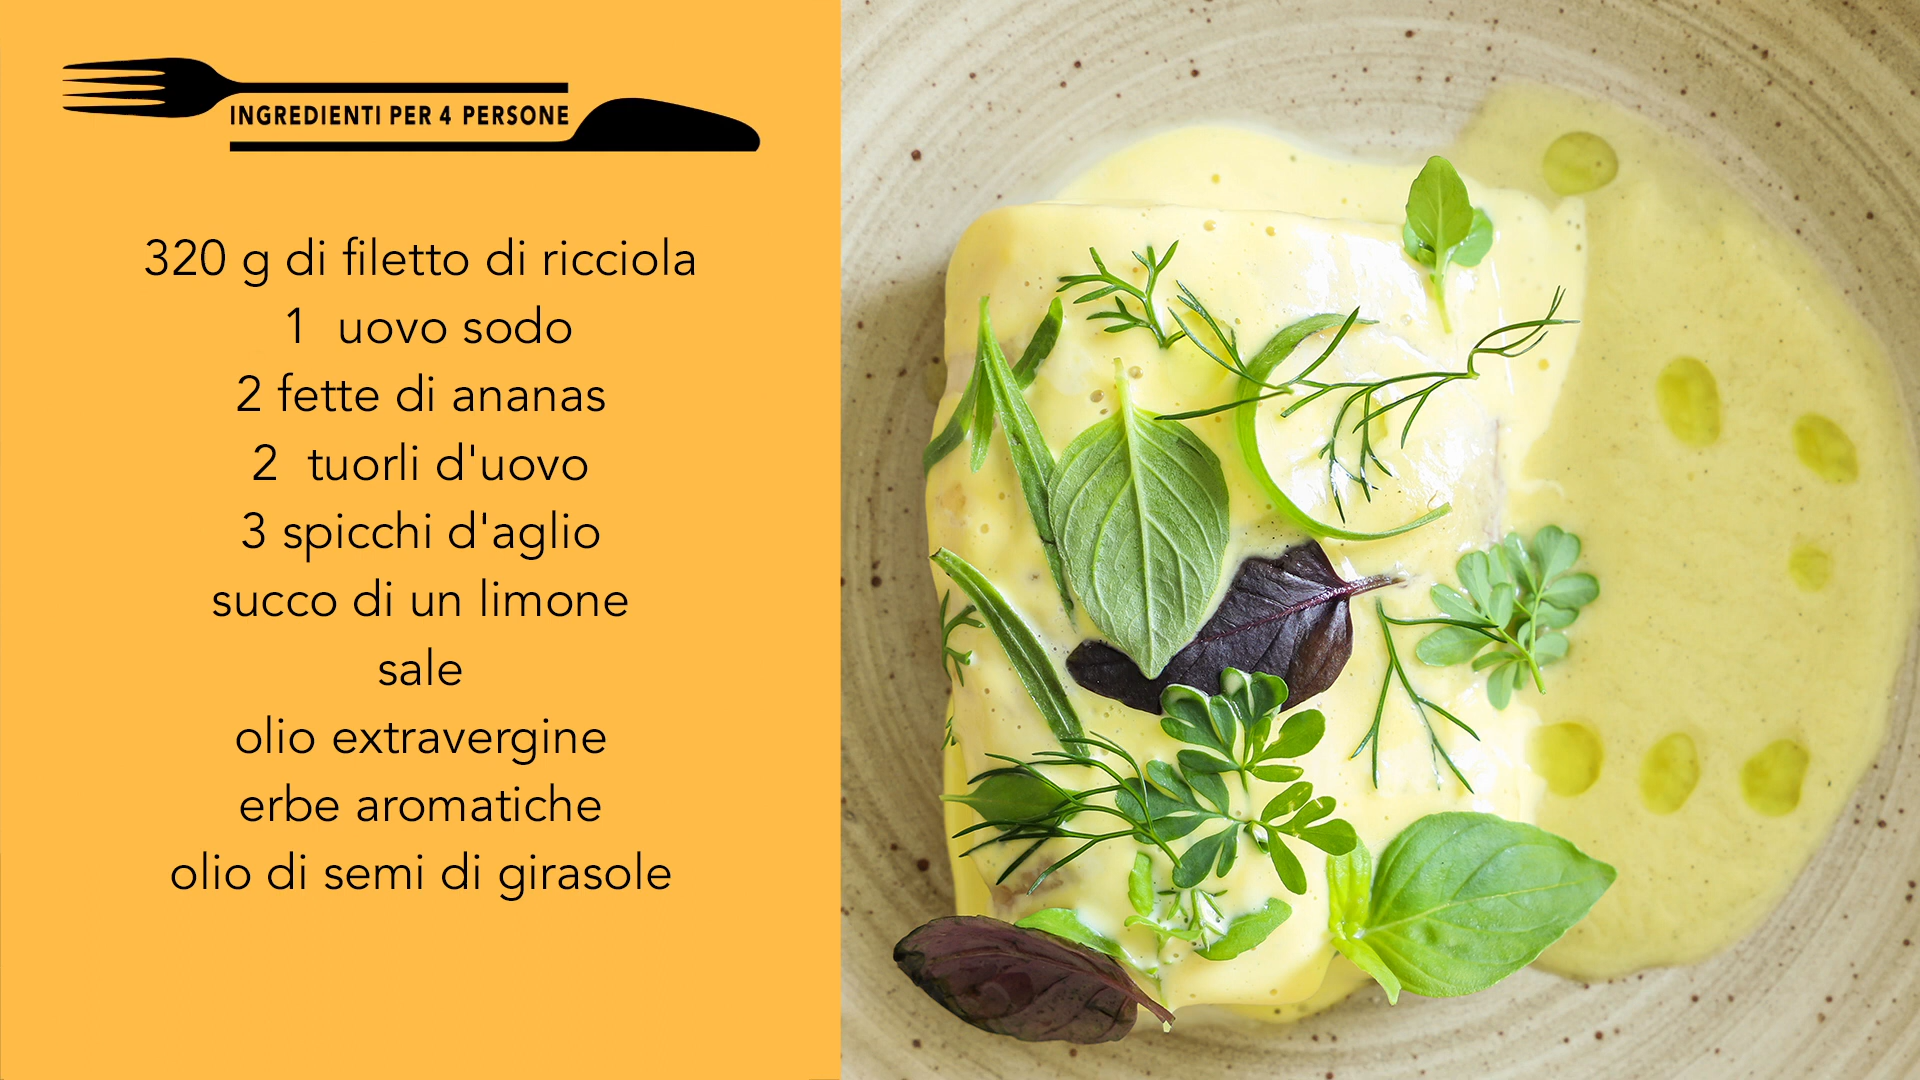 INGREDIENTI PER 4 PERSONE
320 g di filetto di ricciola
1  uovo sodo
2 fette di ananas
2  tuorli d'uovo
3 spicchi d'aglio
succo di un limone
sale
olio extravergine
erbe aromatiche
olio di semi di girasole